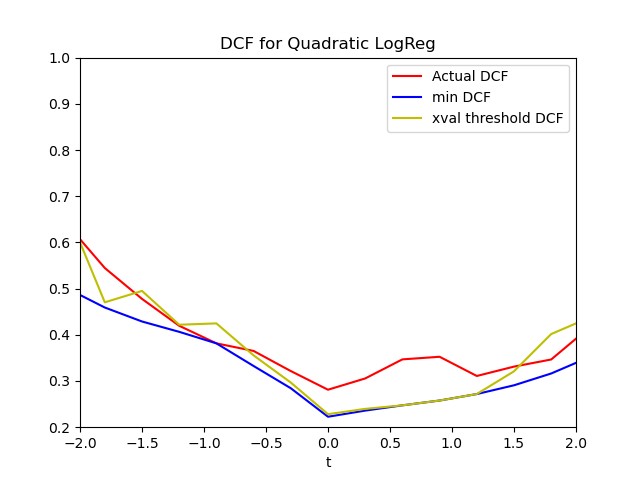 DCF for Quadratic LogReg
Actual DCF
min DCF
xval threshold DCF
1.0
0.9
0.8
0.7
0.6
0.5
0.4
0.3
0.2
−2.0 −1.5 −1.0 −0.5 0.0 0.5 1.0 1.5 2.0
t